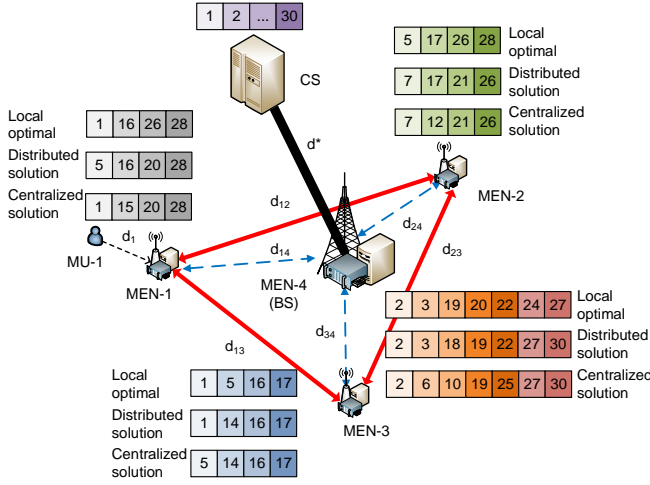 1 2 ... 30
CS
5 17 26 28 Local optimal
7 17 21 26 Distributed solution
7 12 21 26 Centralized solution
Local optimal 1 16 26 28
Distributed solution 5 16 20 28
Centralized solution 1 15 20 28
d*
MEN-2
d12
d24
d23
d1
MU-1
MEN-1
d14
MEN-4
(BS)
d34
d13
2 3 19 20 22 24 27 Local optimal
2 3 18 19 22 27 30 Distributed solution
2 6 10 19 25 27 30 Centralized solution
Local optimal 1 5 16 17
Distributed solution 1 14 16 17
Centralized solution 5 14 16 17
MEN-3